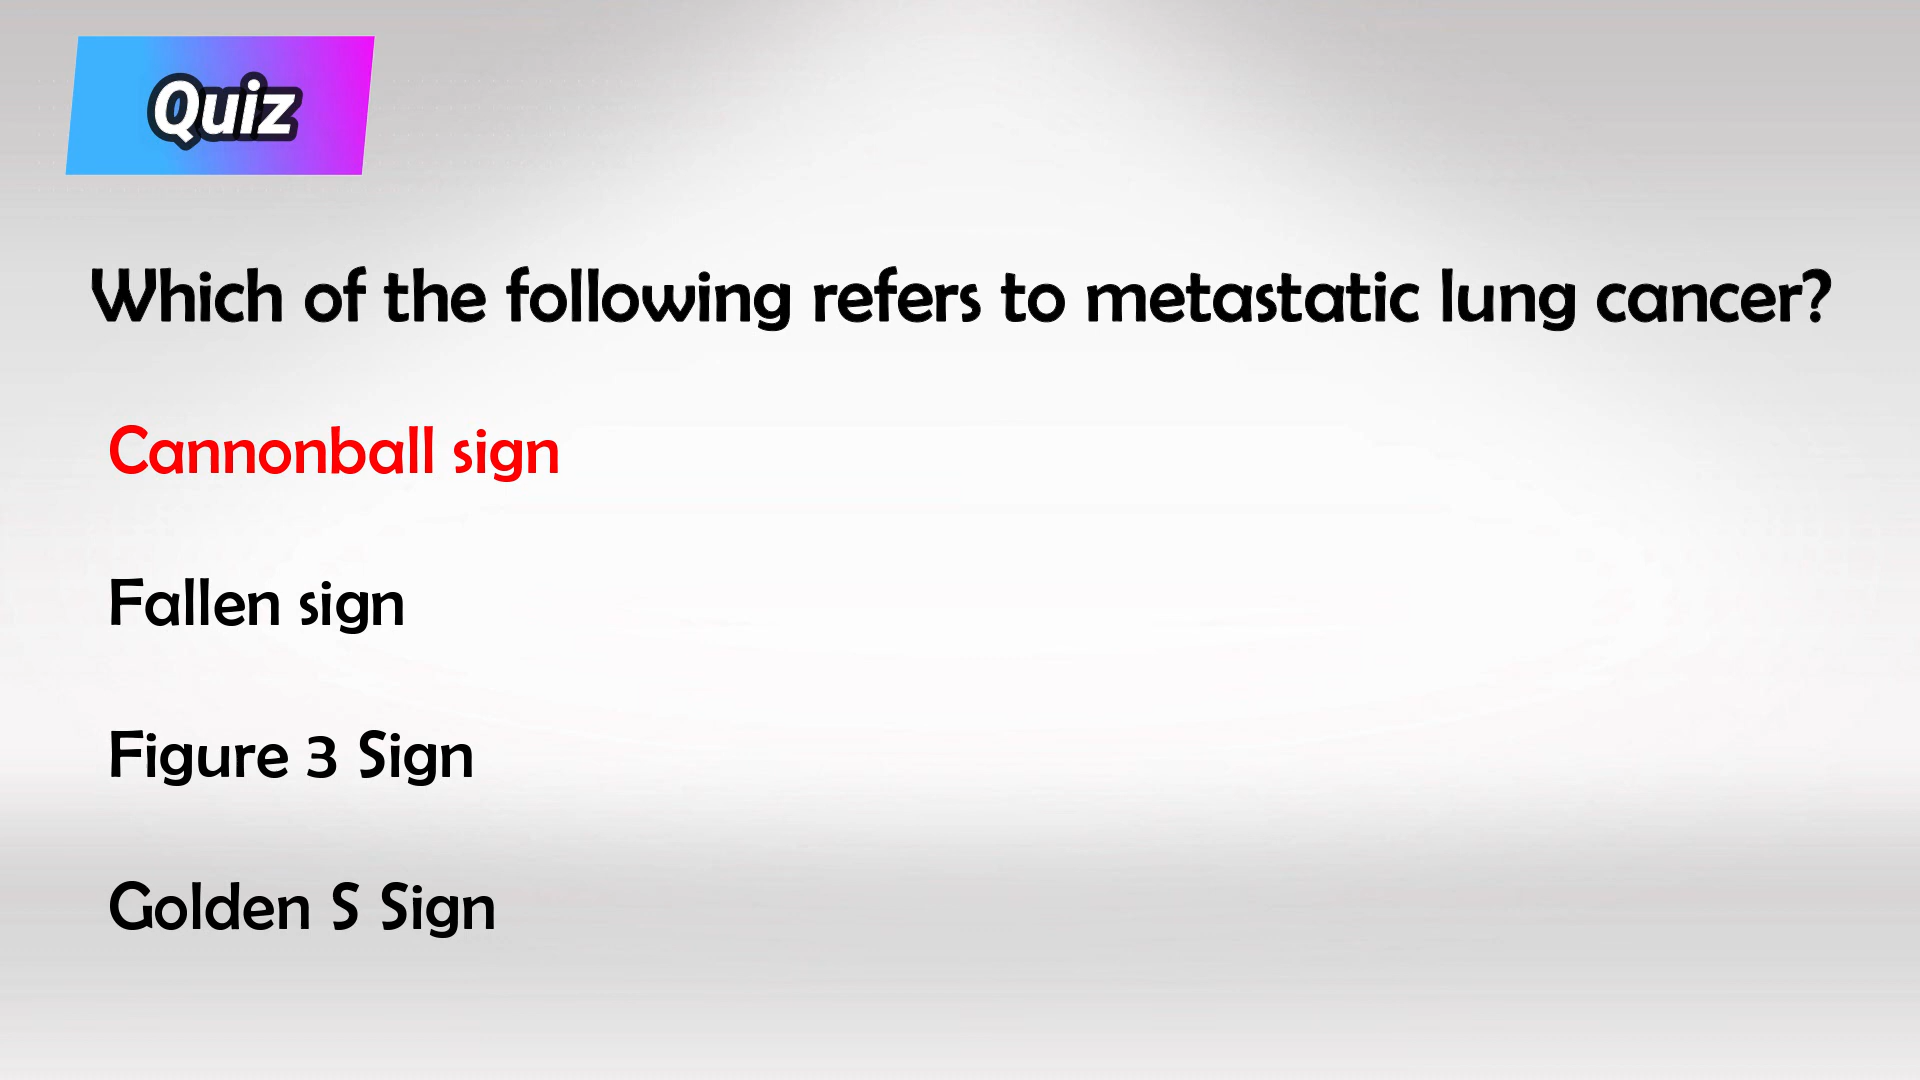 Quiz
Which of the following refers to metastatic lung cancer?
Cannonball sign
Fallen sign
Figure 3 Sign
Golden S Sign